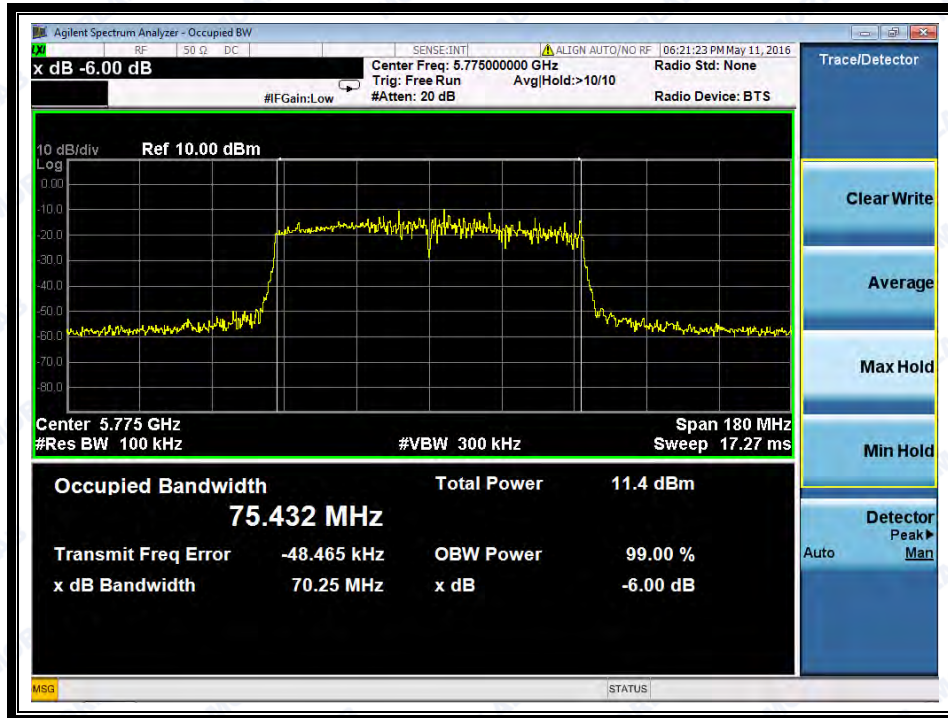 Agilent Spectrum Analyzer - Occupied BW
LXI RF 50 Ω DC SENSE:INT ALIGN AUTO/NO RF 06:21:23 PM May 11, 2016
x dB -6.00 dB
Center Freq: 5.775000000 GHz Radio Std: None
Trig: Free Run Avg|Hold:>10/10
#IFGain:Low #Atten: 20 dB Radio Device: BTS
10 dB/div Ref 10.00 dBm
Log
0.00
-10.0
-20.0
-30.0
-40.0
-50.0
-60.0
-70.0
-80.0
Center 5.775 GHz Span 180 MHz
#Res BW 100 kHz #VBW 300 kHz Sweep 17.27 ms
Occupied Bandwidth Total Power 11.4 dBm
75.432 MHz
Transmit Freq Error -48.465 kHz OBW Power 99.00 %
x dB Bandwidth 70.25 MHz x dB -6.00 dB
MSG STATUS
Trace/Detector
Clear Write
Average
Max Hold
Min Hold
Detector
Peak▶
Auto Man